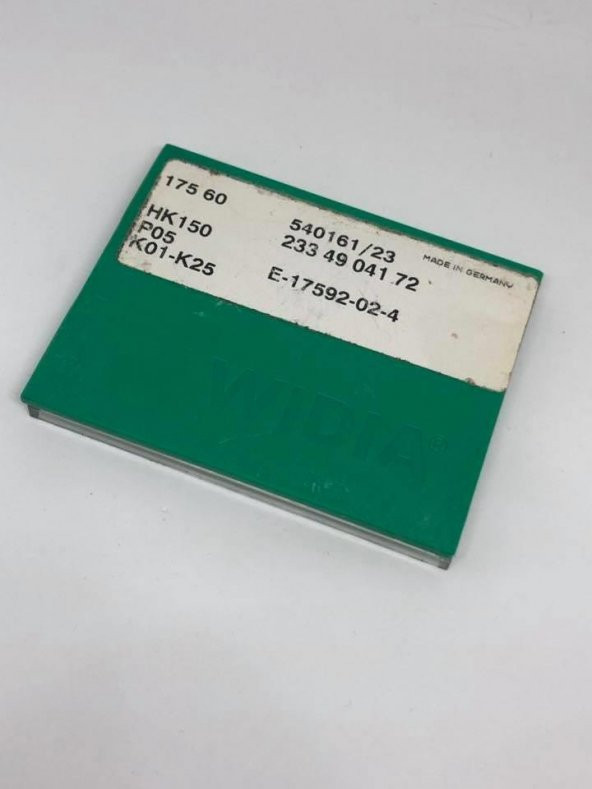 175 60
540161/23
HK150
233 49 041 72
MADE IN GERMANY
P05
K01-K25
E-17592-02-4
WIDIA®